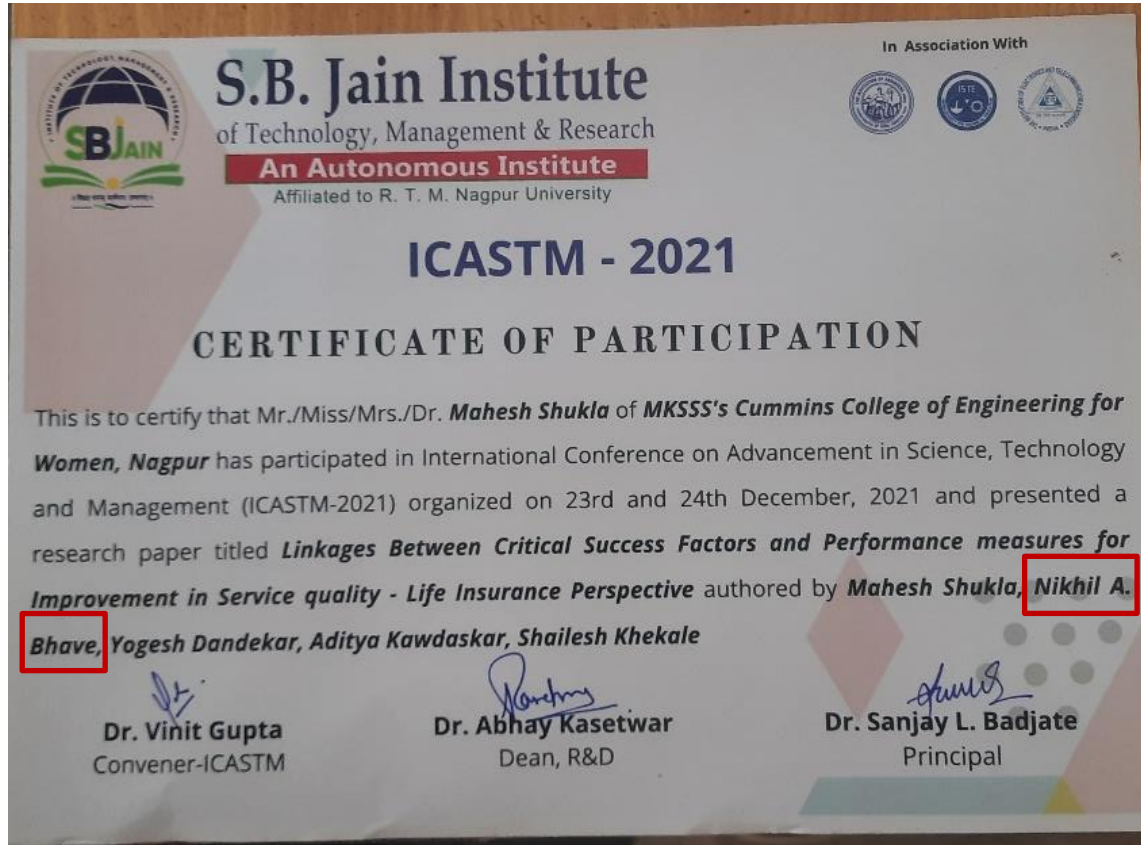 In Association With
S.B. Jain Institute
of Technology, Management & Research
An Autonomous Institute
Affiliated to R. T. M. Nagpur University
SBJAIN
ISTE
ICASTM - 2021
CERTIFICATE OF PARTICIPATION
This is to certify that Mr./Miss/Mrs./Dr. Mahesh Shukla of MKSSS's Cummins College of Engineering for
Women, Nagpur has participated in International Conference on Advancement in Science, Technology
and Management (ICASTM-2021) organized on 23rd and 24th December, 2021 and presented a
research paper titled Linkages Between Critical Success Factors and Performance measures for
Improvement in Service quality - Life Insurance Perspective authored by Mahesh Shukla, Nikhil A.
Bhave, Yogesh Dandekar, Aditya Kawdaskar, Shailesh Khekale
Dr. Vinit Gupta
Convener-ICASTM
Dr. Abhay Kasetwar
Dean, R&D
Dr. Sanjay L. Badjate
Principal